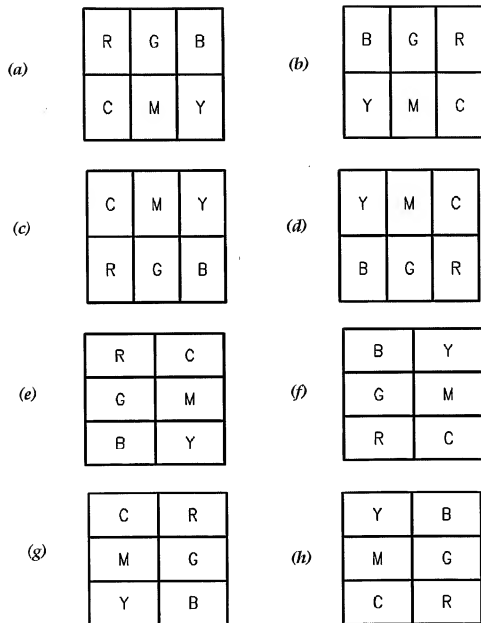 (a)
R G B
C M Y
(b)
B G R
Y M C
(c)
C M Y
R G B
(d)
Y M C
B G R
(e)
R C
G M
B Y
(f)
B Y
G M
R C
(g)
C R
M G
Y B
(h)
Y B
M G
C R